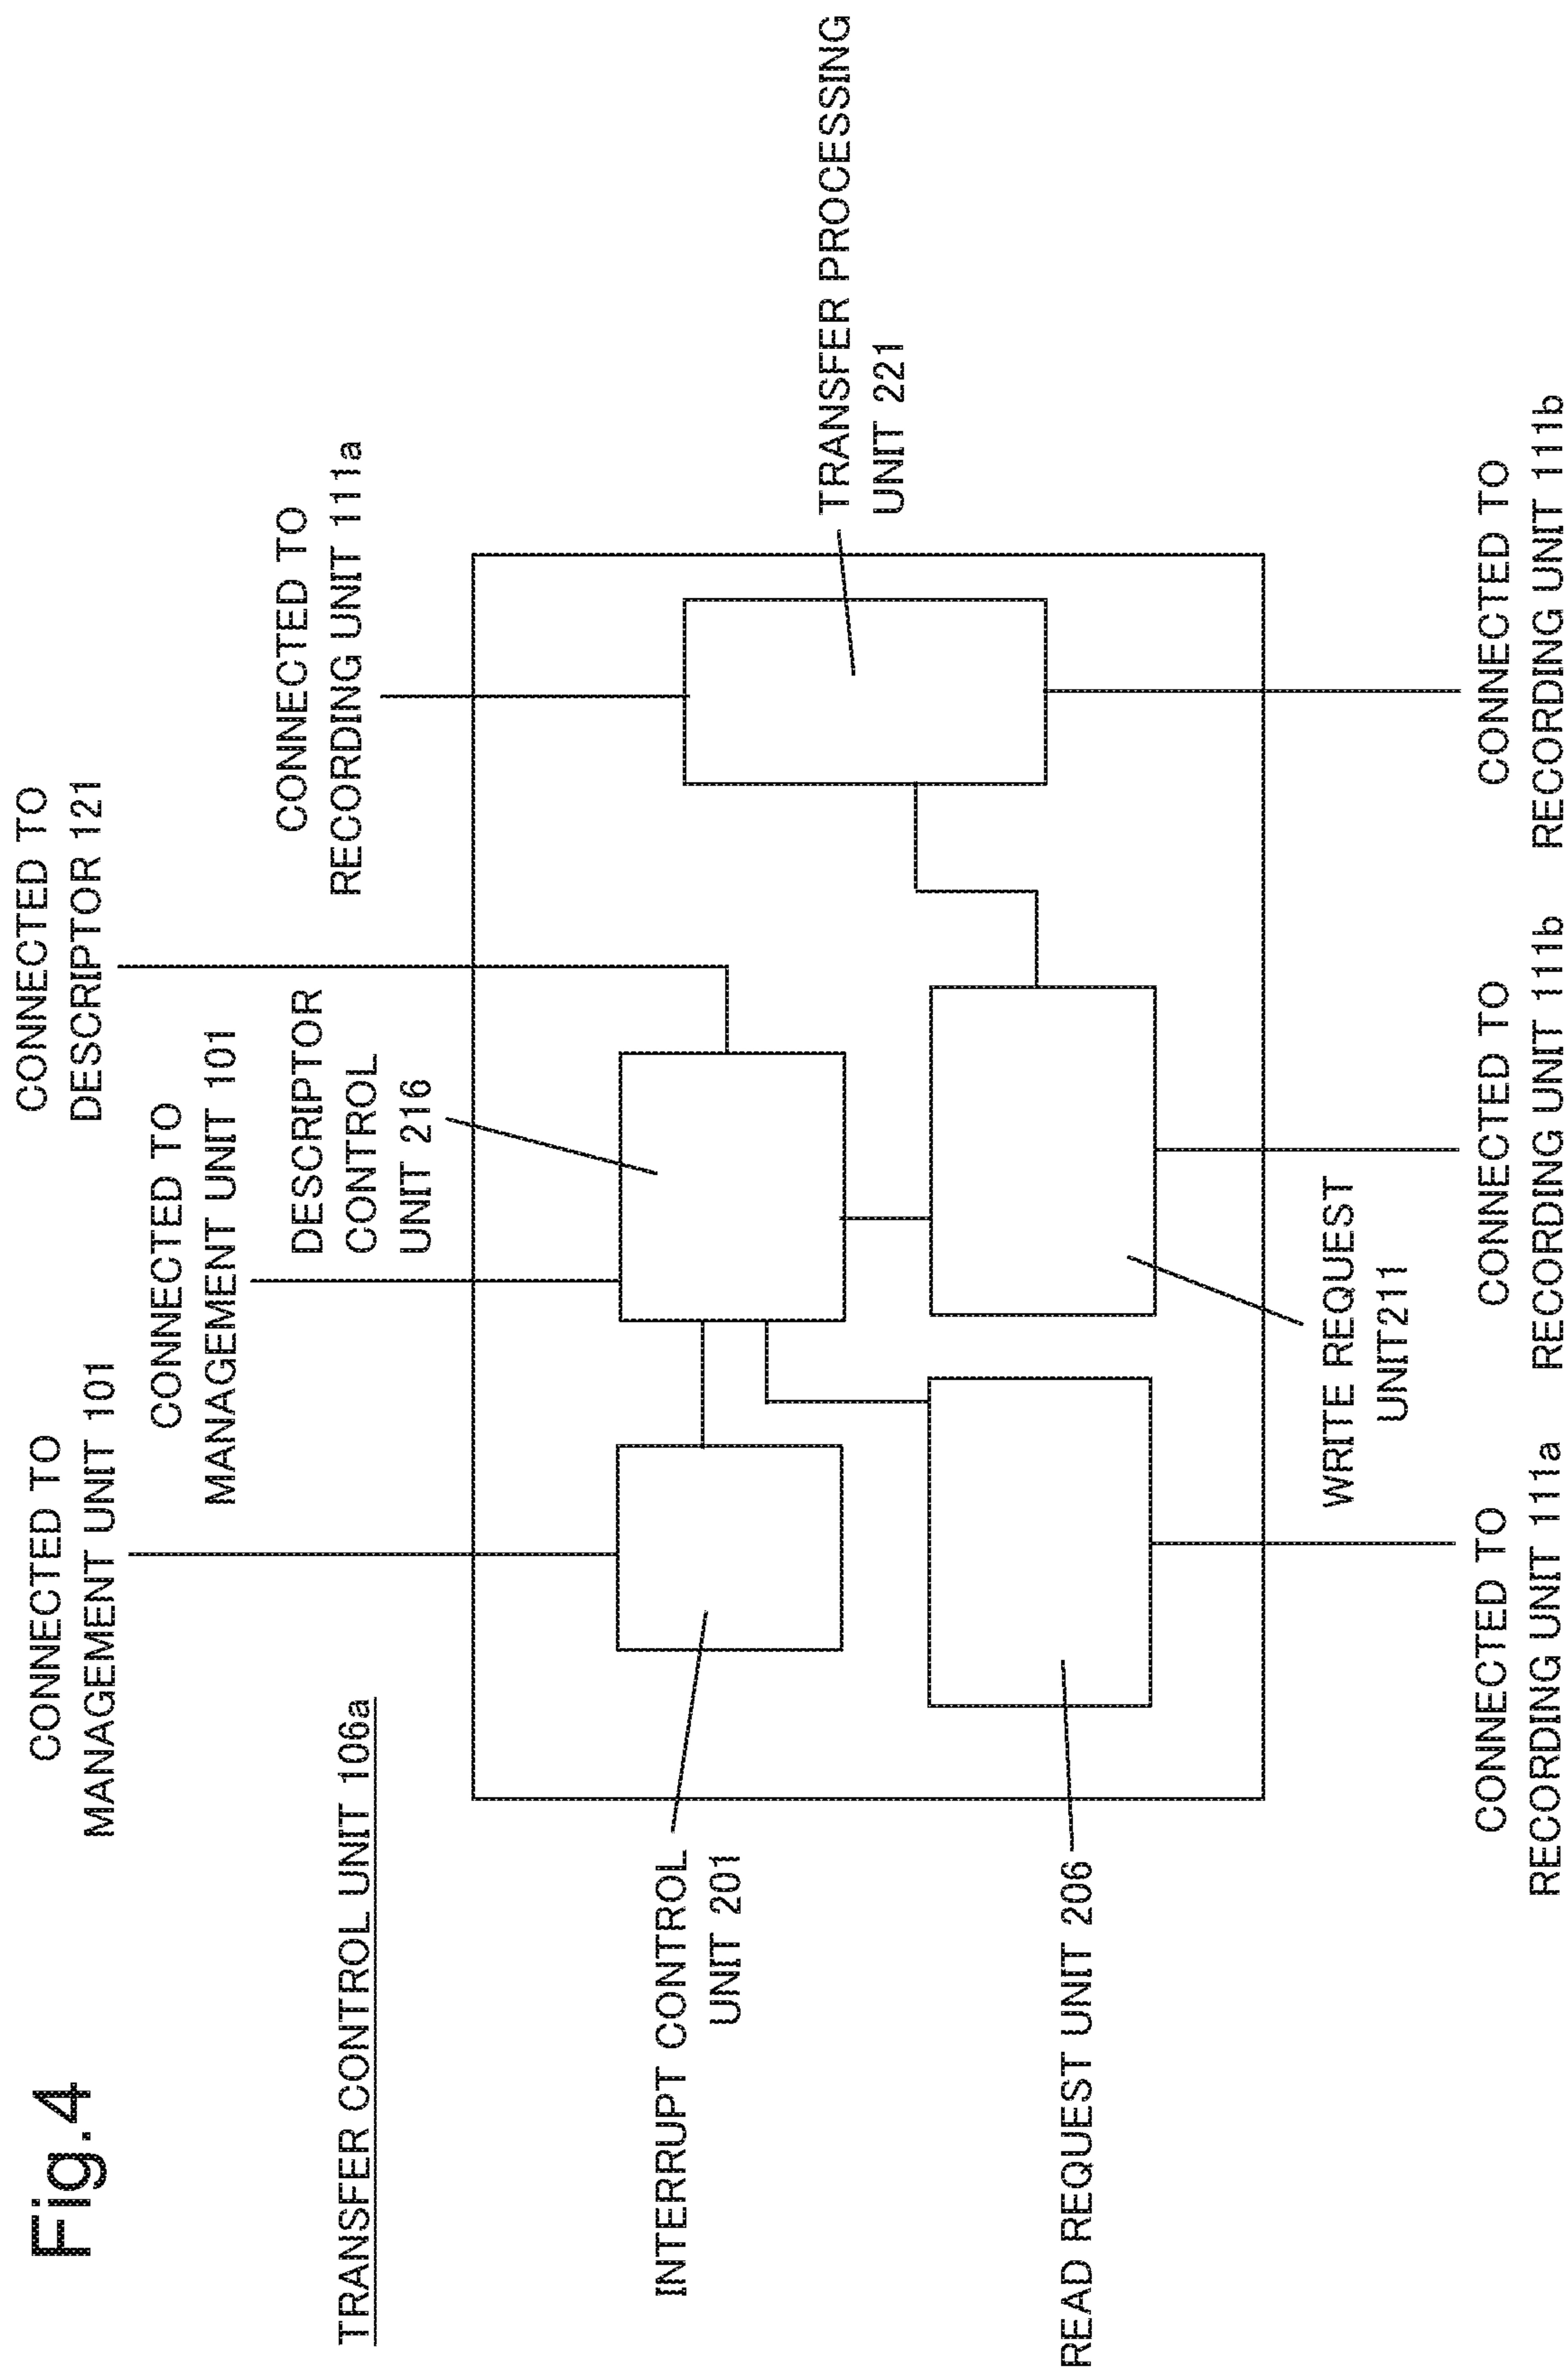 Fig.4
TRANSFER CONTROL UNIT 106a
CONNECTED TO
MANAGEMENT UNIT 101
CONNECTED TO
MANAGEMENT UNIT 101
CONNECTED TO
DESCRIPTOR 121
DESCRIPTOR
CONTROL
UNIT 216
CONNECTED TO
RECORDING UNIT 111a
INTERRUPT CONTROL
UNIT 201
TRANSFER PROCESSING
UNIT 221
READ REQUEST UNIT 206
WRITE REQUEST
UNIT211
CONNECTED TO
RECORDING UNIT 111a
CONNECTED TO
RECORDING UNIT 111b
CONNECTED TO
RECORDING UNIT 111b